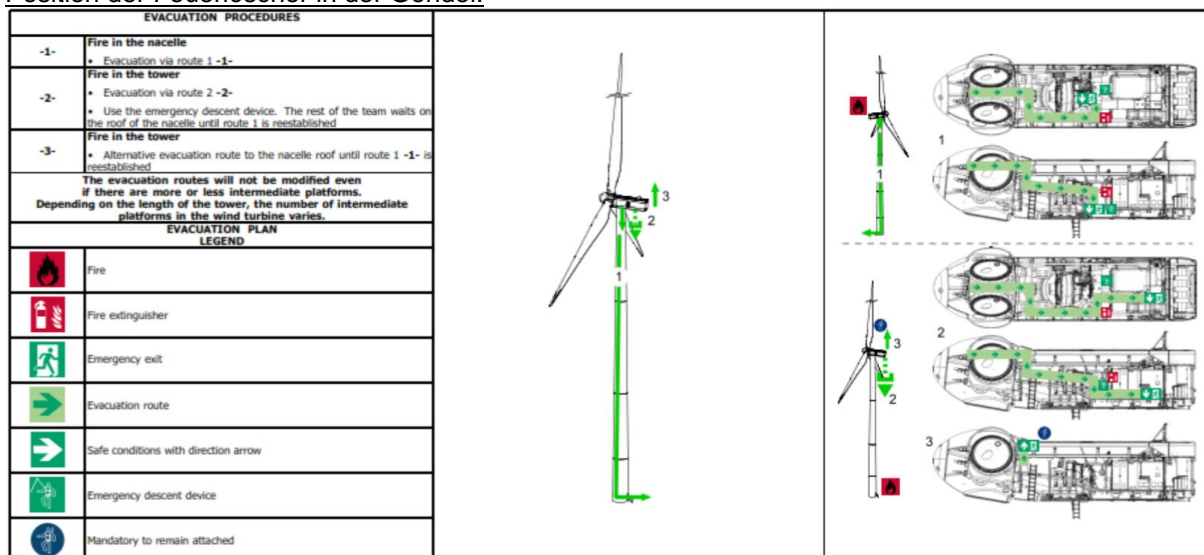 Position der Feuerlöscher in der Gondel:
EVACUATION PROCEDURES
-1-
Fire in the nacelle
• Evacuation via route 1 -1-
-2-
Fire in the tower
• Evacuation via route 2 -2-
• Use the emergency descent device. The rest of the team waits on
the roof of the nacelle until route 1 is reestablished
-3-
Fire in the tower
• Alternative evacuation route to the nacelle roof until route 1 -1- is
reestablished
The evacuation routes will not be modified even
if there are more or less intermediate platforms.
Depending on the length of the tower, the number of intermediate
platforms in the wind turbine varies.
EVACUATION PLAN
LEGEND
Fire
Fire extinguisher
Emergency exit
Evacuation route
Safe conditions with direction arrow
Emergency descent device
Mandatory to remain attached
3
2
1
1
1
3
2
2
3